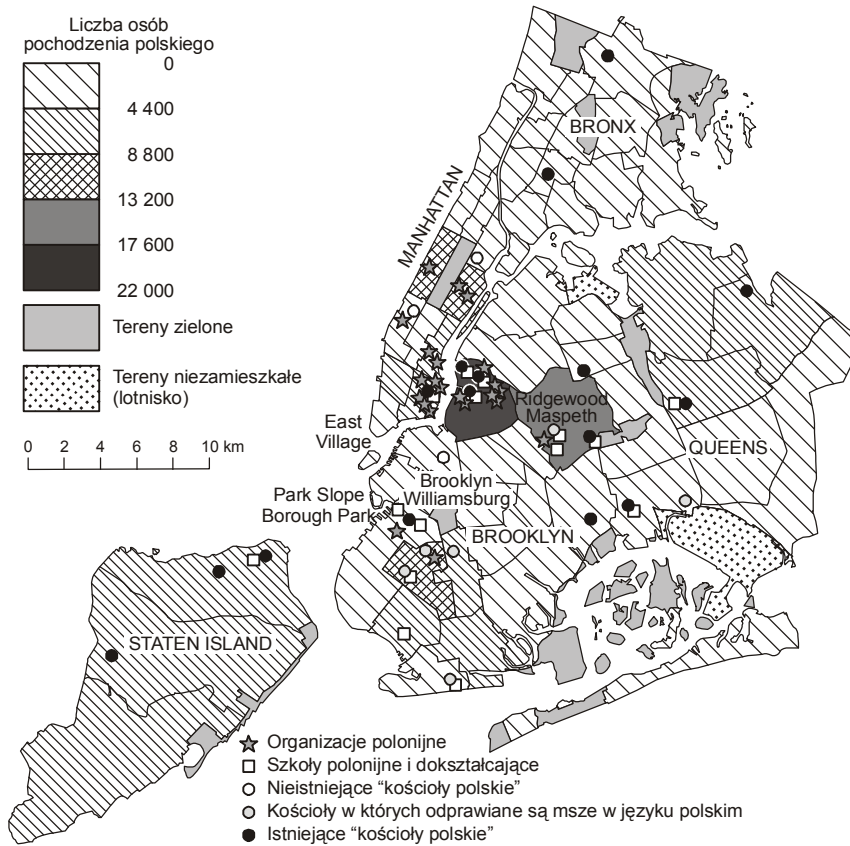 Liczba osób
pochodzenia polskiego
0
4 400
8 800
13 200
17 600
22 000
Tereny zielone
Tereny niezamieszkałe
(lotnisko)
0 2 4 6 8 10 km
BRONX
MANHATTAN
Ridgewood
Maspeth
East
Village
QUEENS
Brooklyn
Williamsburg
Park Slope
Borough Park
BROOKLYN
STATEN ISLAND
Organizacje polonijne
Szkoły polonijne i dokształcające
Nieistniejące "kościoły polskie"
Kościoły w których odprawiane są msze w języku polskim
Istniejące "kościoły polskie"